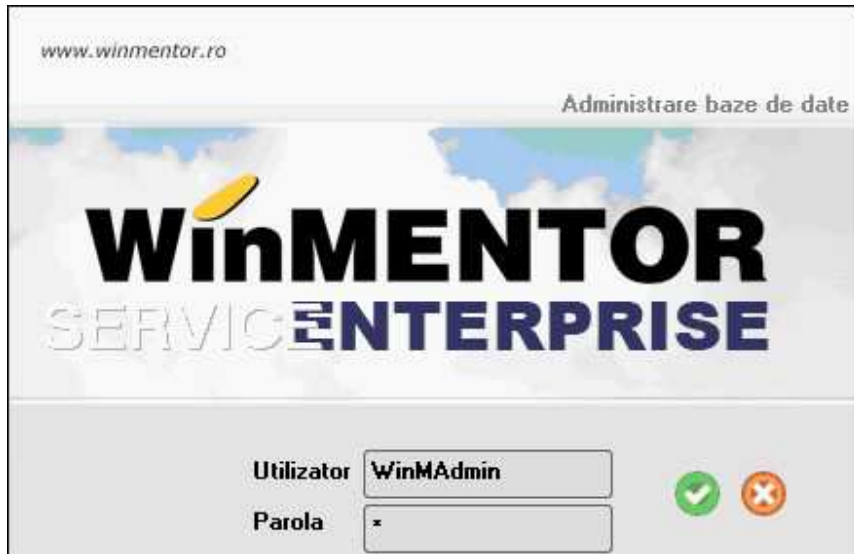 www.winmentor.ro
Administrare baze de date
WinMENTOR
SERVICE ENTERPRISE
Utilizator WinMAdmin
Parola *